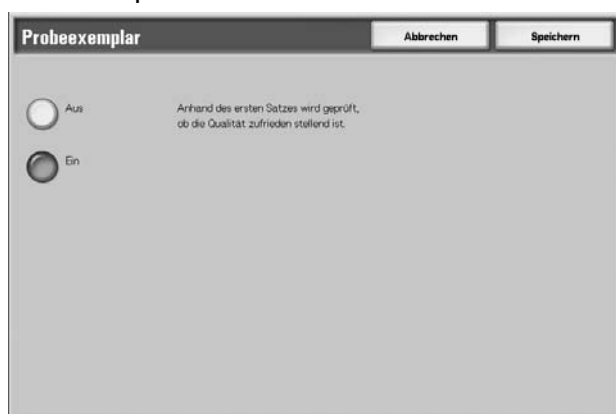 Probeexemplar
Abbrechen
Speichern
Aus
Anhand des ersten Satzes wird geprüft,
ob die Qualität zufrieden stellend ist.
Ein